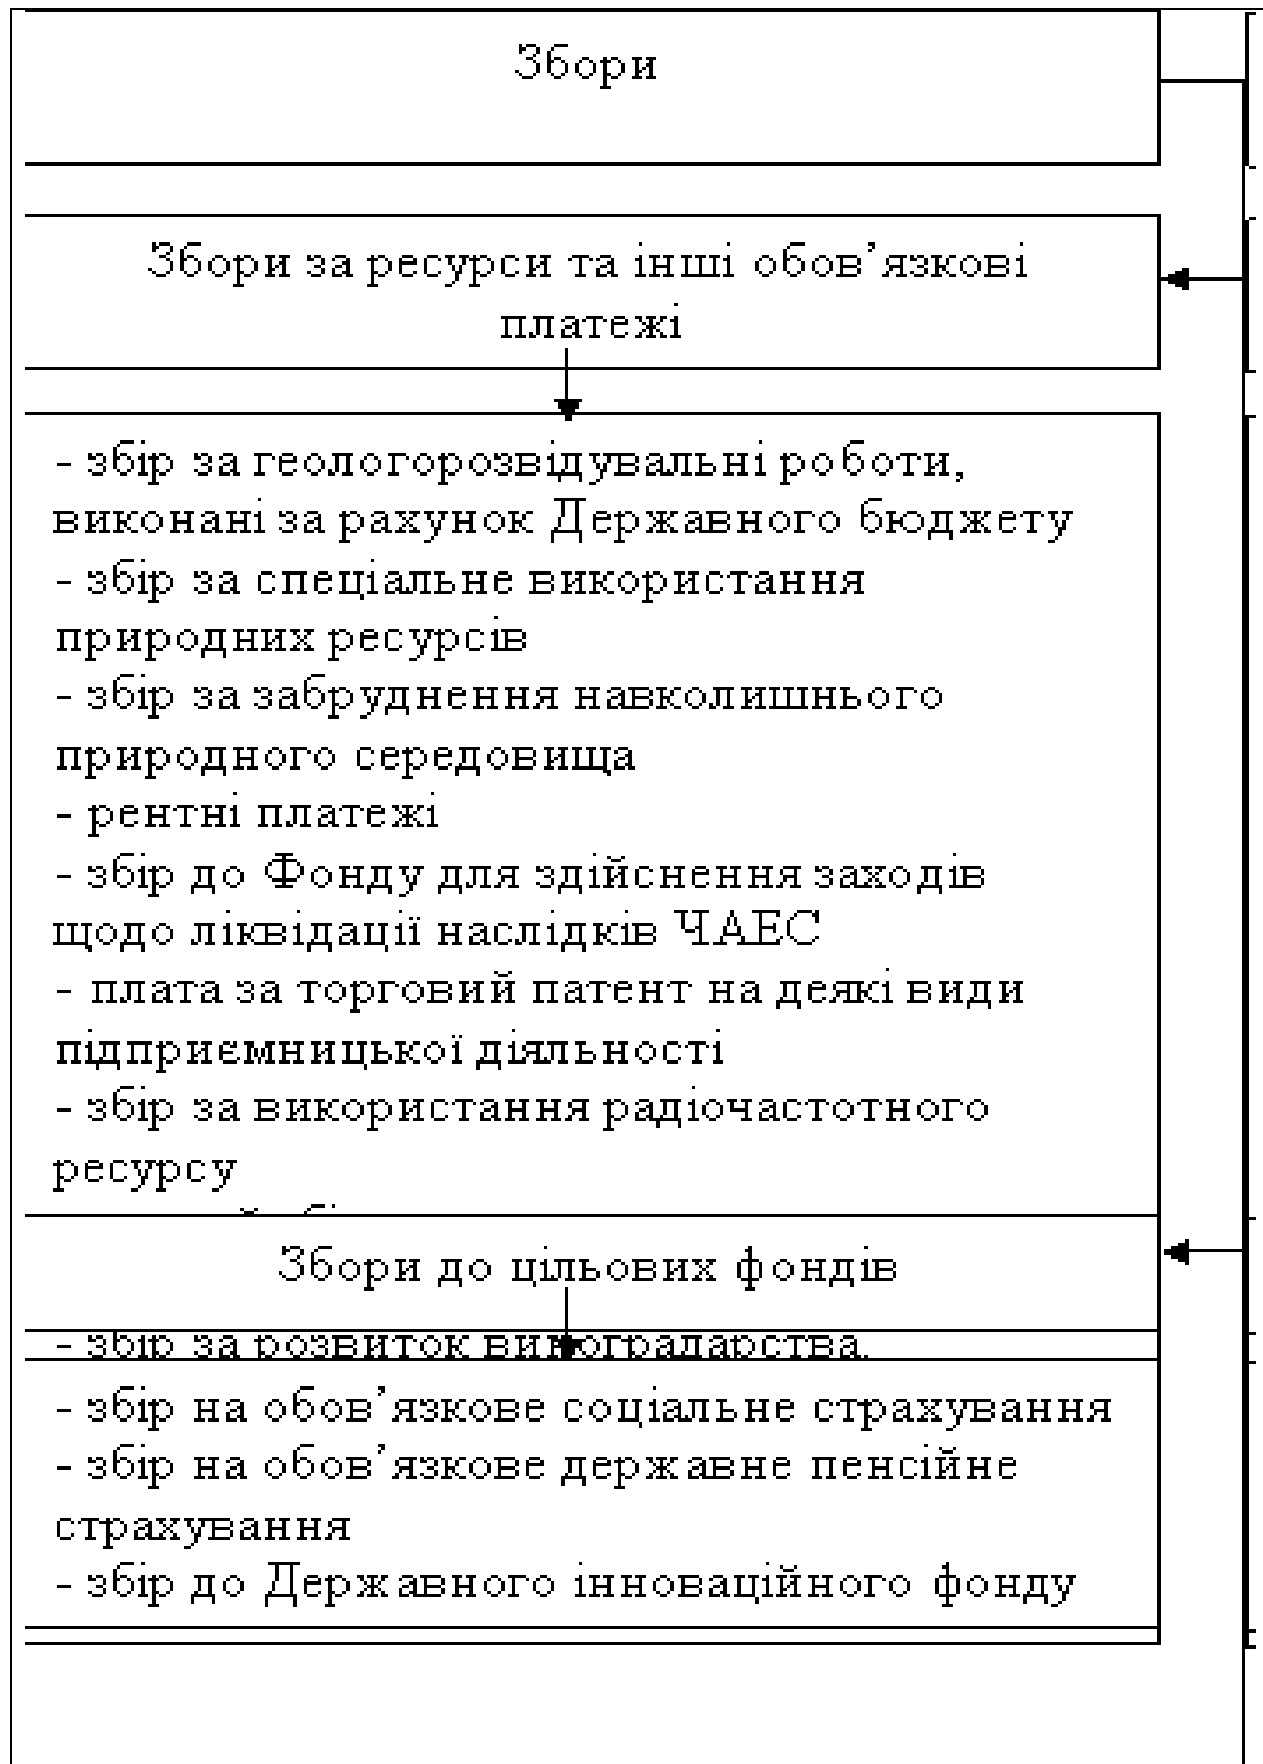 Збори
Збори за ресурси та інші обов’язкові
платежі
- збір за геологорозвідувальні роботи,
виконані за рахунок Державного бюджету
- збір за спеціальне використання
природних ресурсів
- збір за забруднення навколишнього
природного середовища
- рентні платежі
- збір до Фонду для здійснення заходів
щодо ліквідації наслідків ЧАЕС
- плата за торговий патент на деякі види
підприємницької діяльності
- збір за використання радіочастотного
ресурсу
Збори до цільових фондів
- збір за розвиток виноградарства,
- збір на обов’язкове соціальне страхування
- збір на обов’язкове державне пенсійне
страхування
- збір до Державного інноваційного фонду